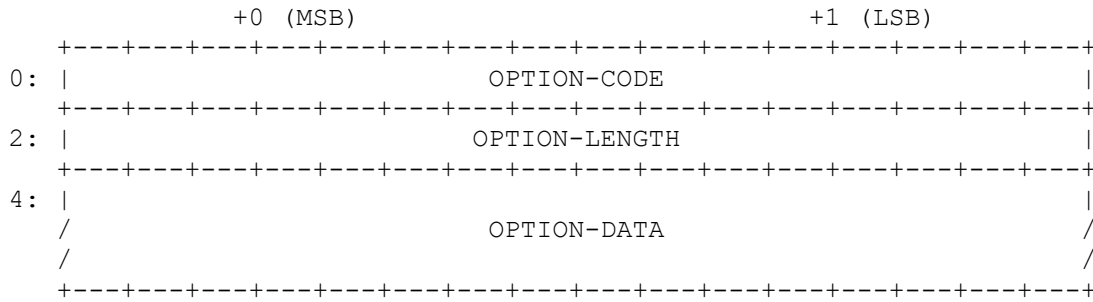 +0 (MSB) +1 (LSB)
+---+---+---+---+---+---+---+---+---+---+---+---+---+---+---+---+
0: | OPTION-CODE |
+---+---+---+---+---+---+---+---+---+---+---+---+---+---+---+---+
2: | OPTION-LENGTH |
+---+---+---+---+---+---+---+---+---+---+---+---+---+---+---+---+
4: | |
/ OPTION-DATA /
/ /
+---+---+---+---+---+---+---+---+---+---+---+---+---+---+---+---+